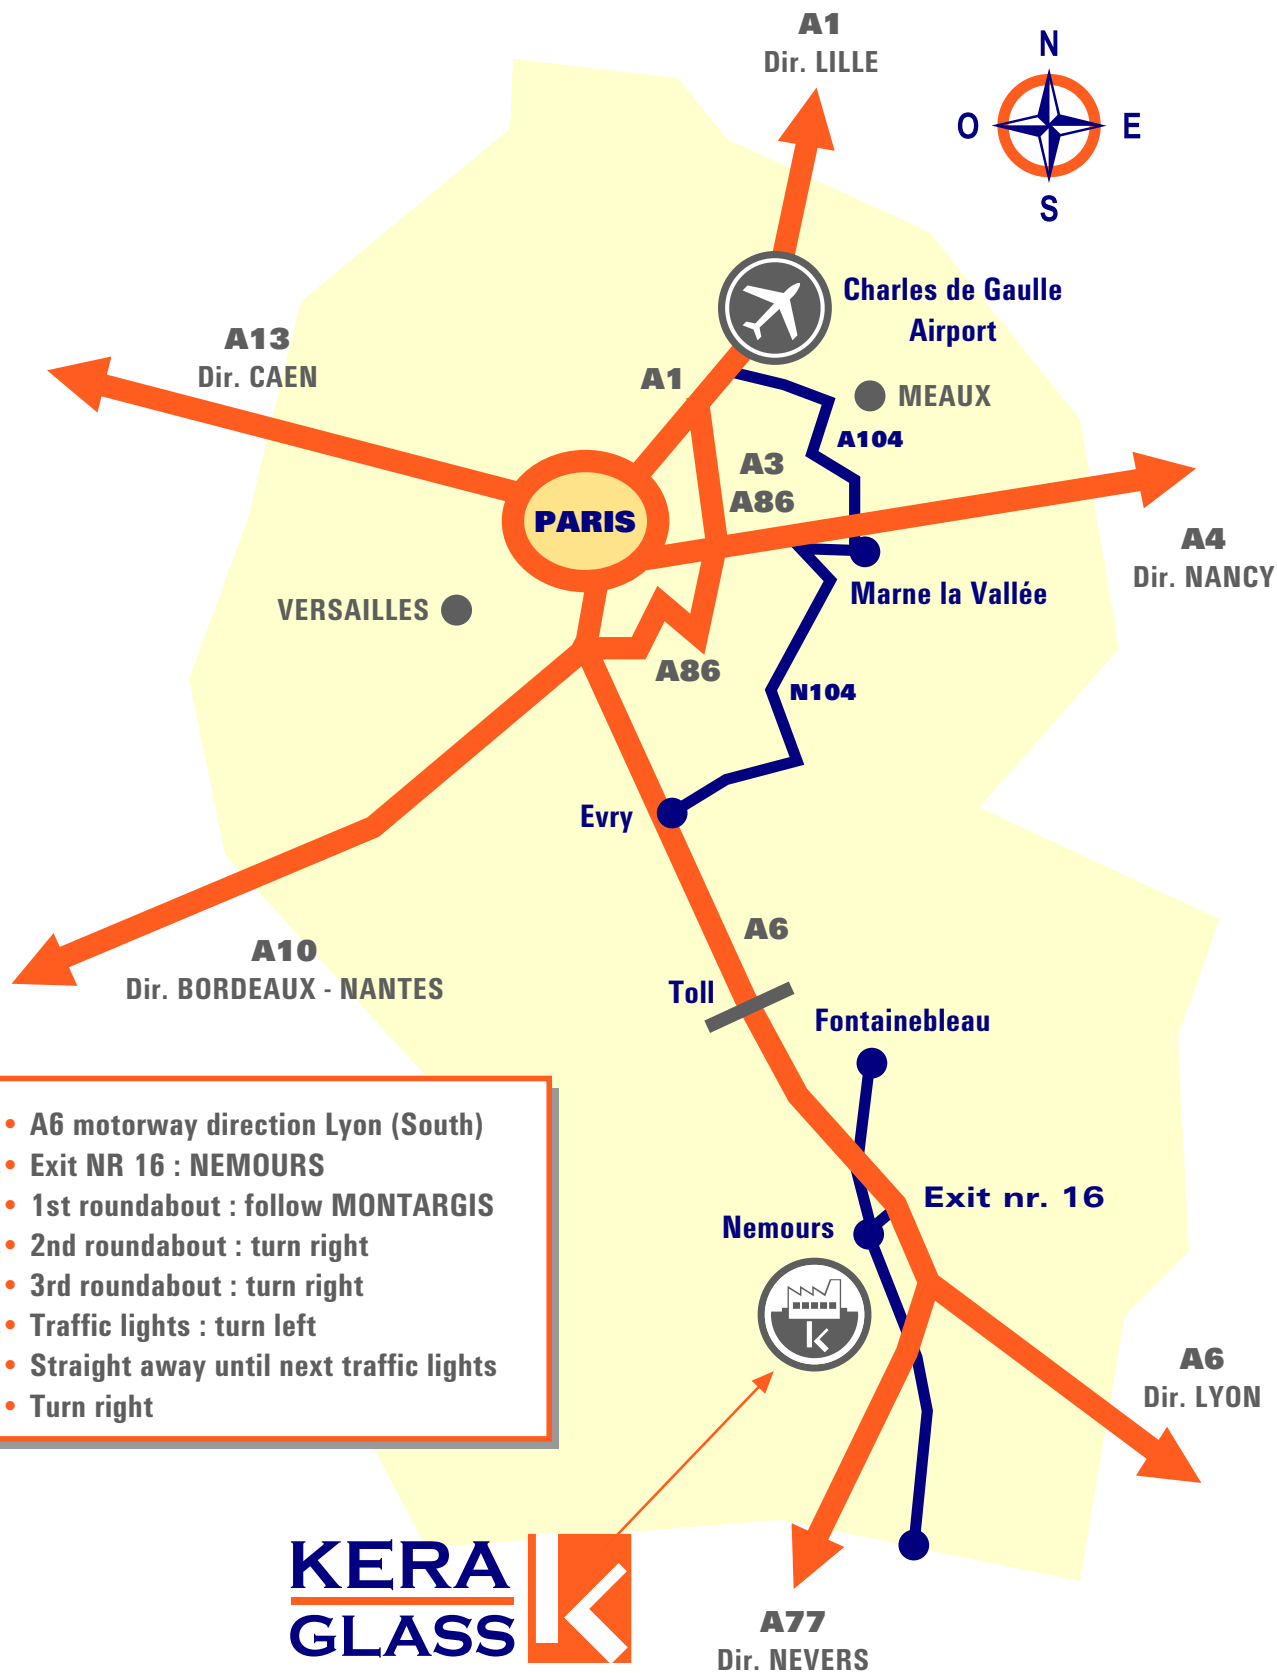 A1
Dir. LILLE
N
O
E
S
Charles de Gaulle
Airport
A13
Dir. CAEN
A1
MEAUX
A104
A3
A86
PARIS
A4
Dir. NANCY
Marne la Vallée
VERSAILLES
A86
N104
Evry
A6
A10
Dir. BORDEAUX - NANTES
Toll
Fontainebleau
• A6 motorway direction Lyon (South)
• Exit NR 16 : NEMOURS
• 1st roundabout : follow MONTARGIS
• 2nd roundabout : turn right
• 3rd roundabout : turn right
• Traffic lights : turn left
• Straight away until next traffic lights
• Turn right
Exit nr. 16
Nemours
k
A6
Dir. LYON
KERA
GLASS
K
A77
Dir. NEVERS